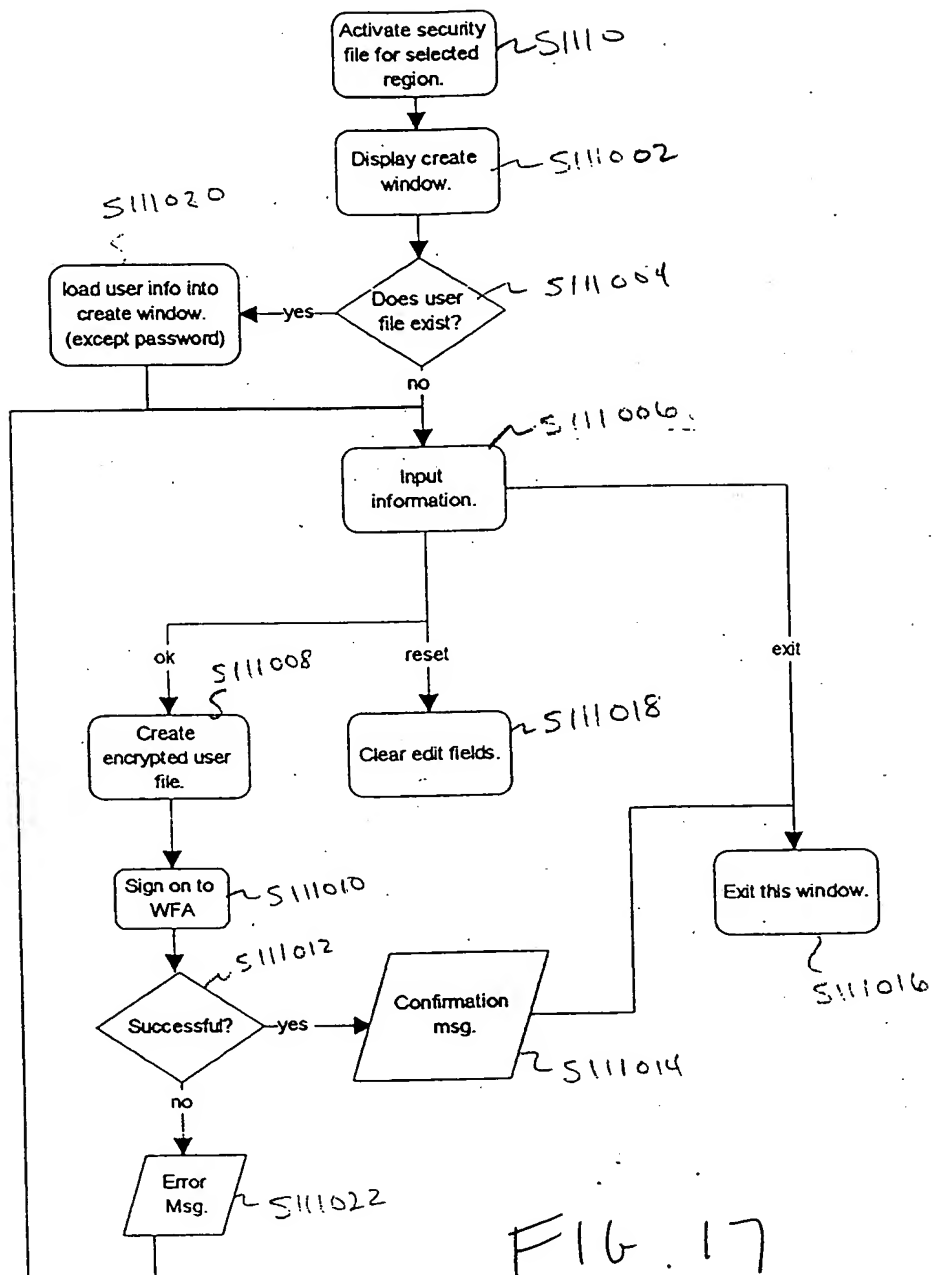 Activate security
file for selected
region.
S1110
Display create
window.
S111002
S111020
load user info into
create window.
(except password)
yes
Does user
file exist?
S111004
no
S111006
Input
information.
ok
reset
exit
S111008
Create
encrypted user
file.
Clear edit fields.
S111018
Sign on to
WFA
S111010
Exit this window.
S111016
S111012
Successful?
yes
Confirmation
msg.
S111014
no
Error
Msg.
S111022
FIG. 17